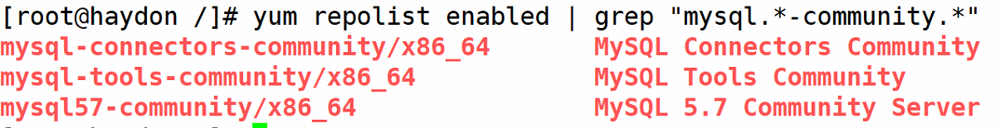 [root@haydon /]# yum repolist enabled | grep "mysql.*-community.*"
mysql-connectors-community/x86_64 MySQL Connectors Community
mysql-tools-community/x86_64 MySQL Tools Community
mysql57-community/x86_64 MySQL 5.7 Community Server